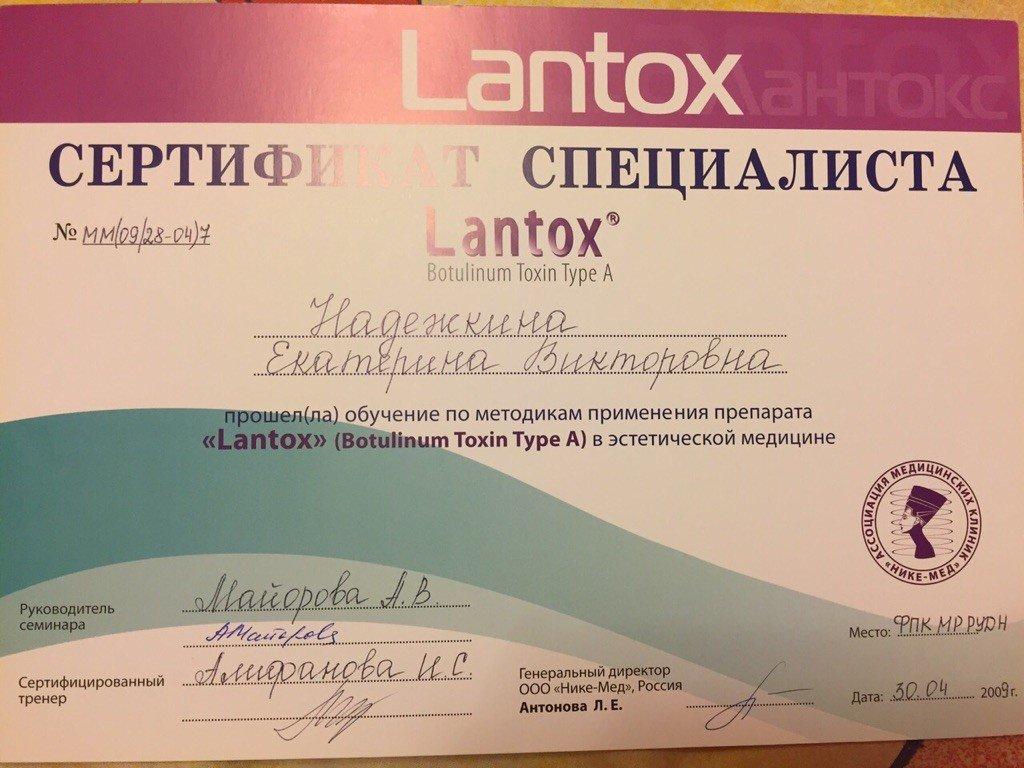 Lantox
Лантокс
СЕРТИФИКАТ СПЕЦИАЛИСТА
№ ММ(09/28-04)7
Lantox®
Botulinum Toxin Type A
Надежкина
Екатерина Викторовна
прошел(ла) обучение по методикам применения препарата
«Lantox» (Botulinum Toxin Type A) в эстетической медицине
АССОЦИАЦИЯ МЕДИЦИНСКИХ КЛИНИК «НИКЕ-МЕД»
Руководитель
семинара
Майорова А.В.
АМайорова
Место: ФПК МР РУДН
Сертифицированный
тренер
Алифанова И.С.
Генеральный директор
ООО «Нике-Мед», Россия
Антонова Л. Е.
Дата: 30.04 2009г.